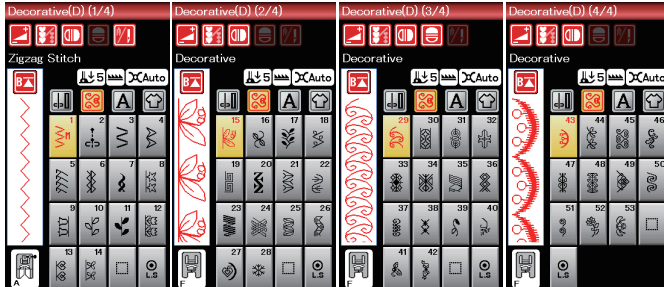 Decorative(D) (1/4)
Zigzag Stitch
B
5
Auto
A
1
M
2
3
4
5
6
7
8
9
10
11
12
13
14
L.S
A
Decorative(D) (2/4)
Decorative
B
5
Auto
A
15
16
17
18
19
20
21
22
23
24
25
26
27
28
L.S
F
Decorative(D) (3/4)
Decorative
B
5
Auto
A
29
30
31
32
33
34
35
36
37
38
39
40
41
42
L.S
F
Decorative(D) (4/4)
Decorative
B
5
Auto
A
43
44
45
46
47
48
49
50
51
52
53
L.S
F